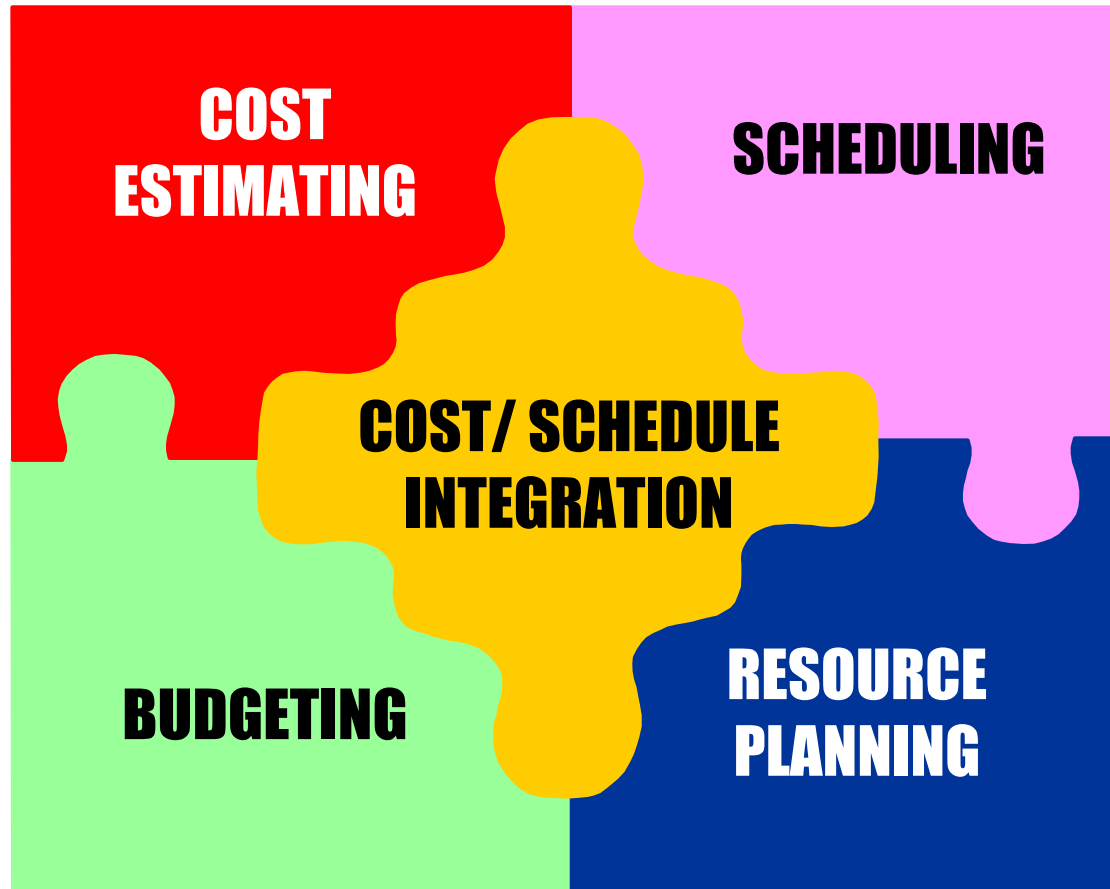 COST
ESTIMATING
SCHEDULING
COST/ SCHEDULE
INTEGRATION
BUDGETING
RESOURCE
PLANNING